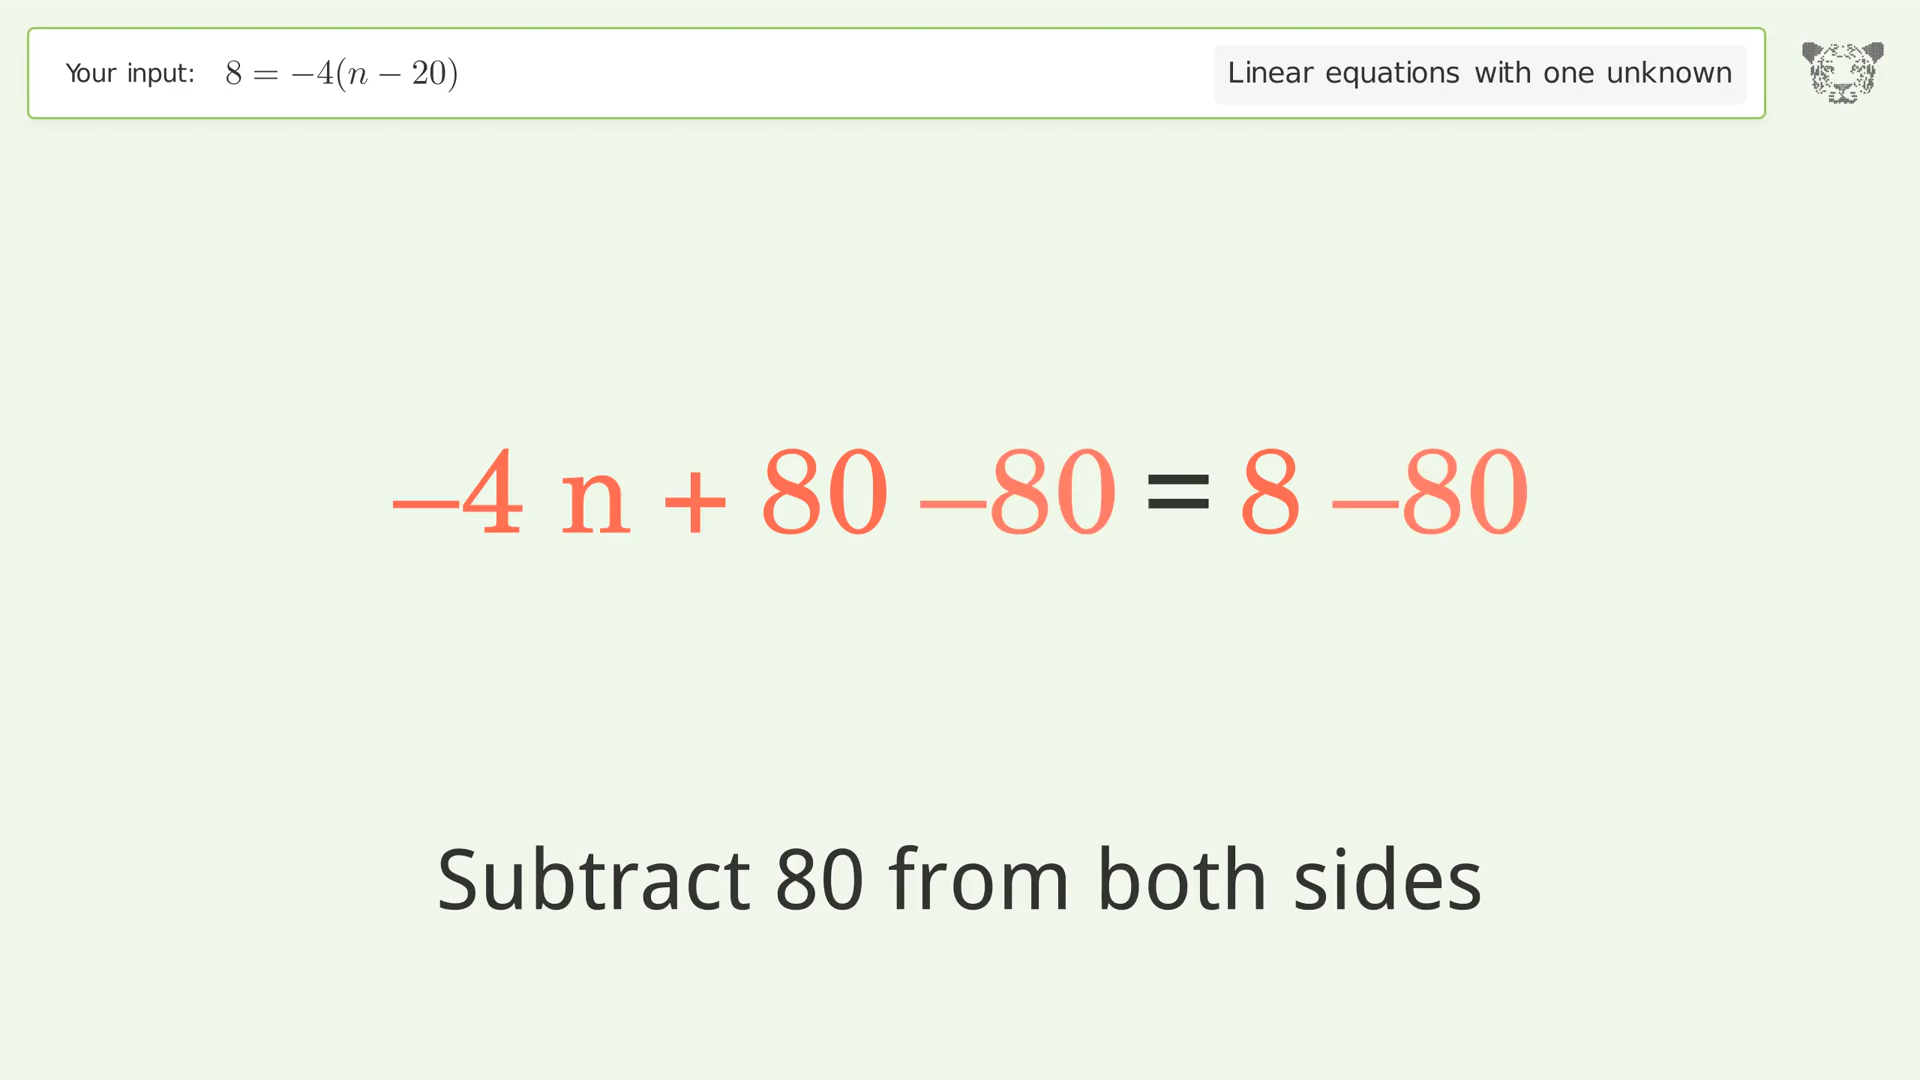 Your input: 8 = −4(n − 20) Linear equations with one unknown
–4 n + 80 –80 = 8 –80
Subtract 80 from both sides